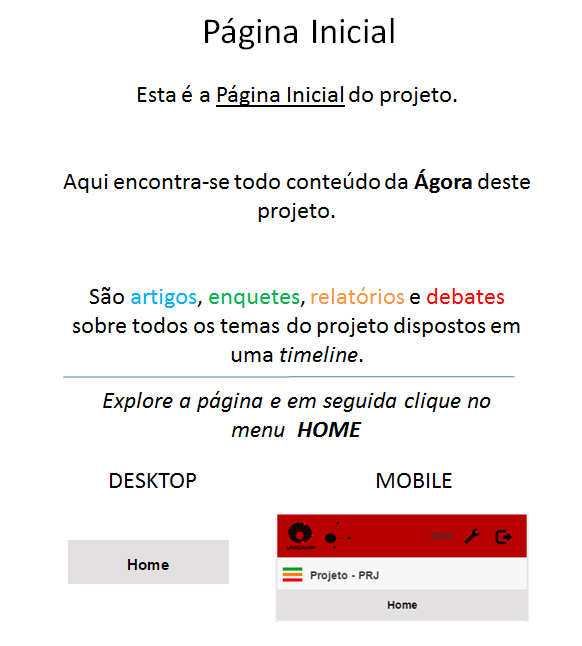 Página Inicial
Esta é a Página Inicial do projeto.
Aqui encontra-se todo conteúdo da Ágora deste
projeto.
São artigos, enquetes, relatórios e debates
sobre todos os temas do projeto dispostos em
uma timeline.
Explore a página e em seguida clique no
menu HOME
DESKTOP
MOBILE
UNICAMP
Projeto - PRJ
Home
Home